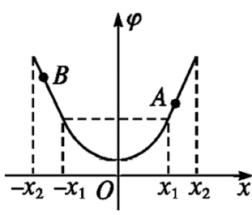 φ
B
A
-x₂ -x₁ O x₁ x₂ x